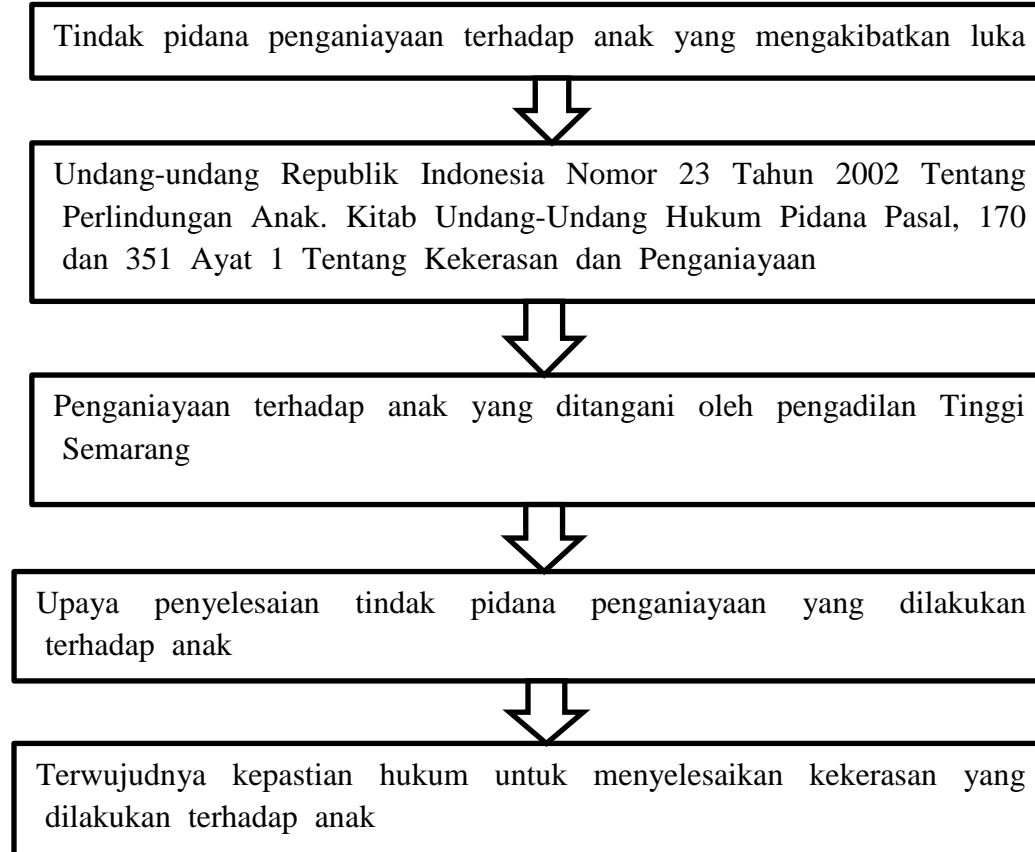 Tindak pidana penganiayaan terhadap anak yang mengakibatkan luka
Undang-undang Republik Indonesia Nomor 23 Tahun 2002 Tentang
Perlindungan Anak. Kitab Undang-Undang Hukum Pidana Pasal, 170
dan 351 Ayat 1 Tentang Kekerasan dan Penganiayaan
Penganiayaan terhadap anak yang ditangani oleh pengadilan Tinggi
Semarang
Upaya penyelesaian tindak pidana penganiayaan yang dilakukan
terhadap anak
Terwujudnya kepastian hukum untuk menyelesaikan kekerasan yang
dilakukan terhadap anak